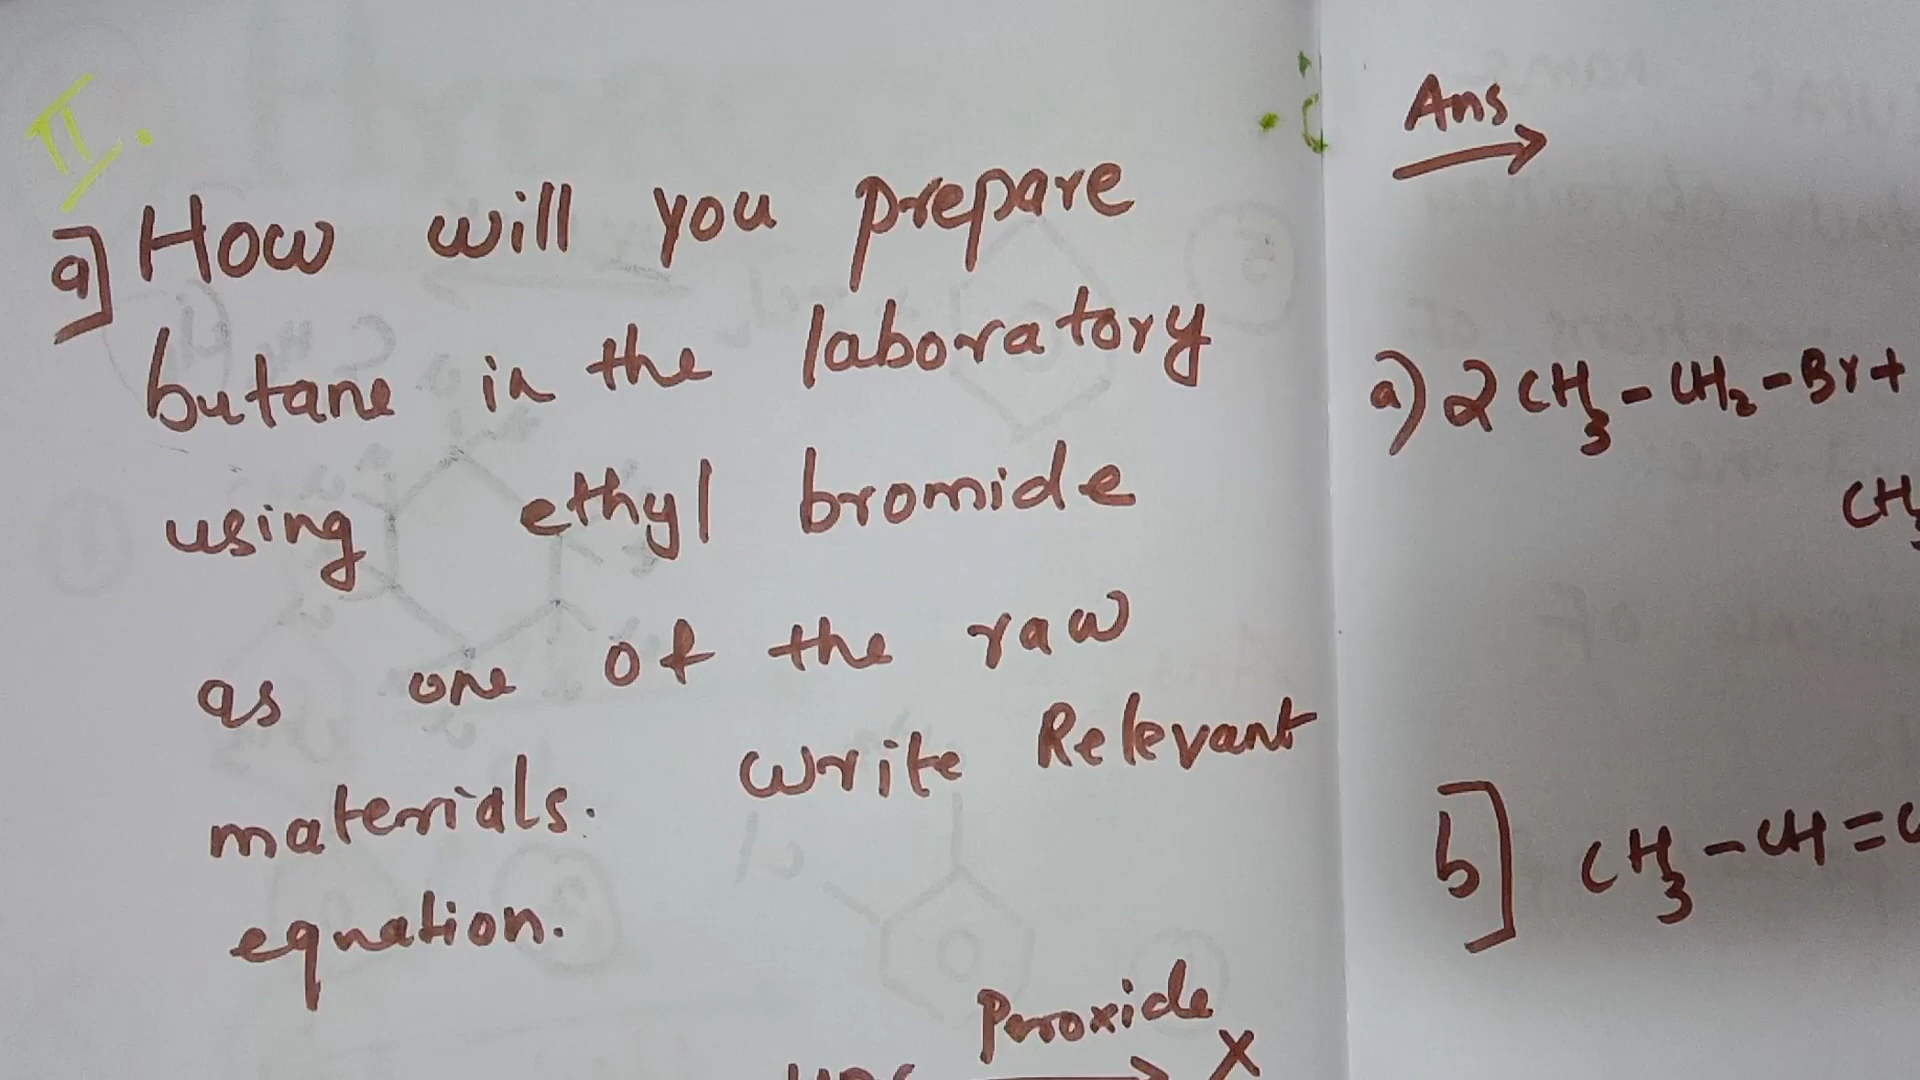 II.
a] How will you prepare
butane in the laboratory
using ethyl bromide
as one of the raw
materials. Write Relevant
equation.
Peroxide
X
Ans
a) 2 CH3 - CH2 - Br +
CH3
b] CH3 - CH =